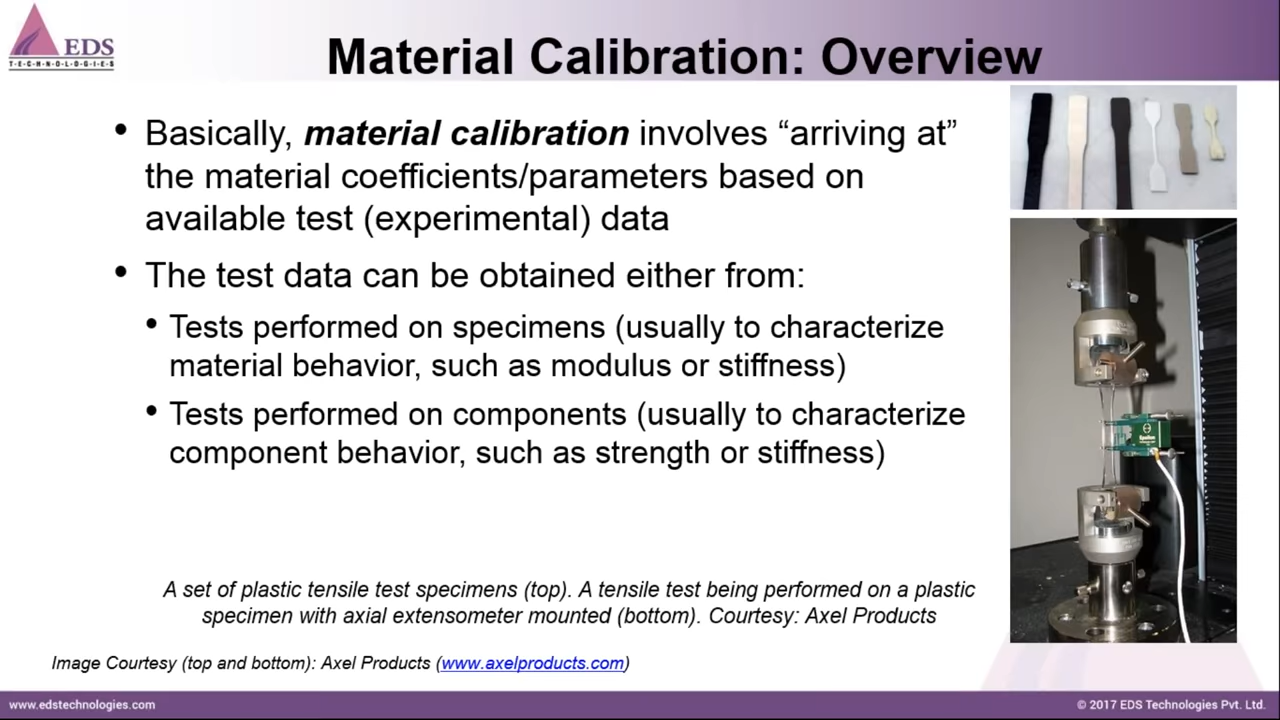 EDS
TECHNOLOGIES
Material Calibration: Overview
• Basically, material calibration involves “arriving at”
the material coefficients/parameters based on
available test (experimental) data
• The test data can be obtained either from:
• Tests performed on specimens (usually to characterize
material behavior, such as modulus or stiffness)
• Tests performed on components (usually to characterize
component behavior, such as strength or stiffness)
Epsilon
A set of plastic tensile test specimens (top). A tensile test being performed on a plastic
specimen with axial extensometer mounted (bottom). Courtesy: Axel Products
Image Courtesy (top and bottom): Axel Products (www.axelproducts.com)
www.edstechnologies.com
© 2017 EDS Technologies Pvt. Ltd.